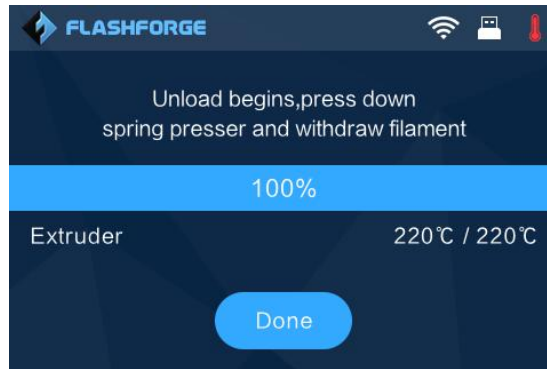 FLASHFORGE
Unload begins,press down
spring presser and withdraw filament
100%
Extruder 220℃ / 220℃
Done